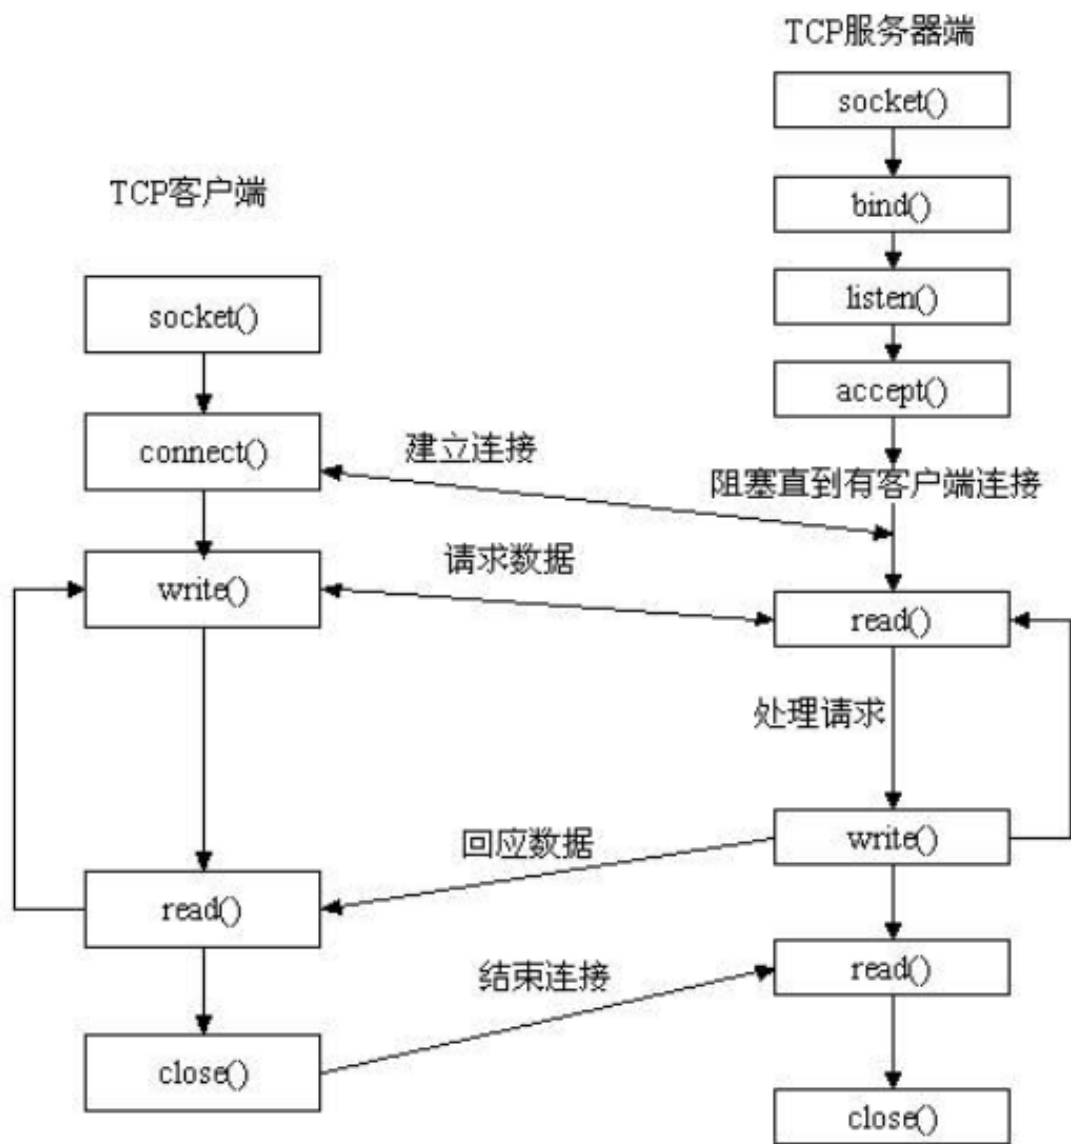 TCP服务器端
socket()
bind()
TCP客户端
listen()
socket()
accept()
connect()
建立连接
阻塞直到有客户端连接
请求数据
write()
read()
处理请求
回应数据
write()
read()
结束连接
read()
close()
close()